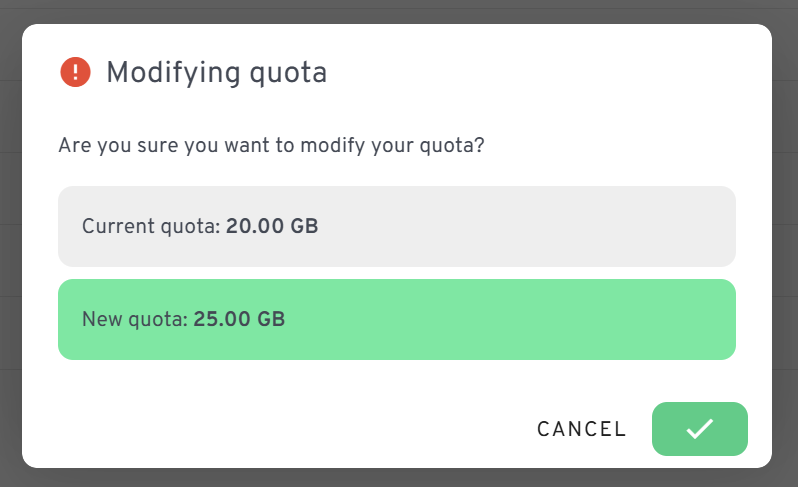 Modifying quota
Are you sure you want to modify your quota?
Current quota: 20.00 GB
New quota: 25.00 GB
CANCEL